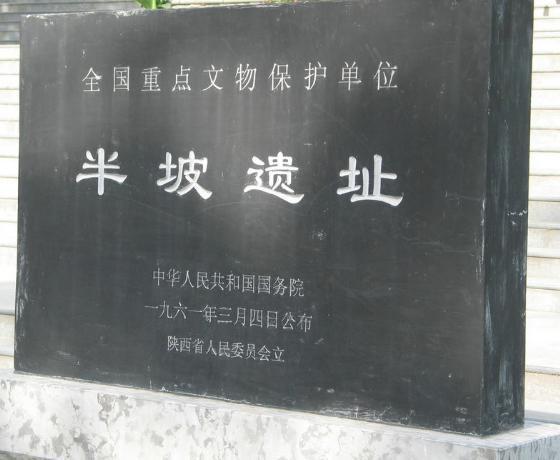 全国重点文物保护单位
半坡遗址
中华人民共和国国务院
一九六一年三月四日公布
陕西省人民委员会立